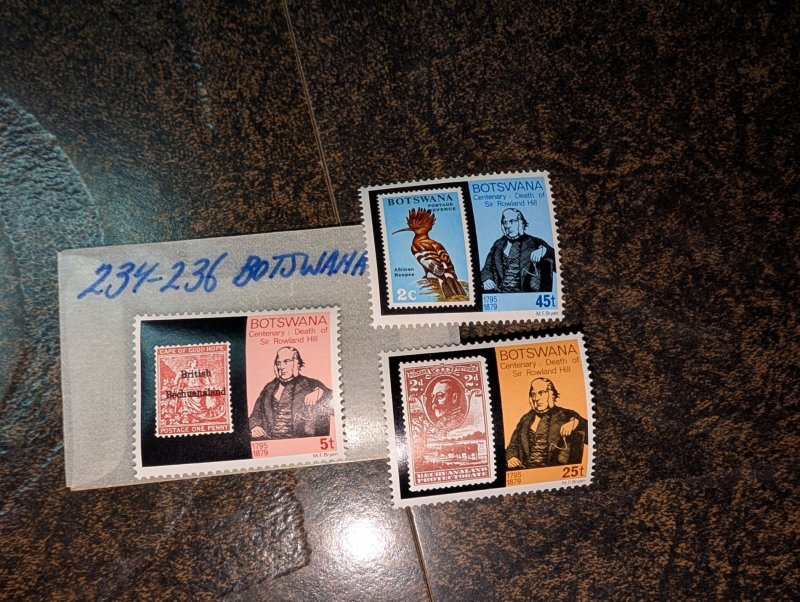 234-236 BOTSWANA
BOTSWANA
Centenary : Death of
Sir Rowland Hill
CAPE OF GOOD HOPE
British
Bechuanaland
POSTAGE ONE PENNY
1795
1879
5t
M.F. Bryan
BOTSWANA
POSTAGE
REVENUE
African
Hoopoe
2c
BOTSWANA
Centenary : Death of
Sir Rowland Hill
1795
1879
45t
M.F. Bryan
2d 2d
BECHUANALAND
PROTECTORATE
BOTSWANA
Centenary : Death of
Sir Rowland Hill
1795
1879
25t
M.F. Bryan